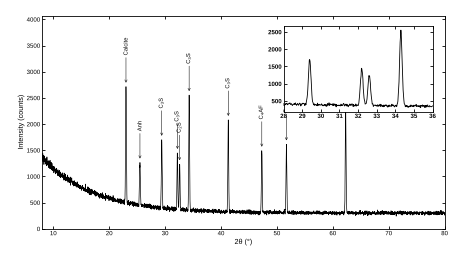 4000
3500
3000
2500
2000
1500
1000
500
0
Intensity (counts)
10 20 30 40 50 60 70 80
2θ (°)
Calcite
Anh
C₃S
C₃S
C₂S
C₃S
C₃S
C₄AF
2500
2000
1500
1000
500
28 29 30 31 32 33 34 35 36